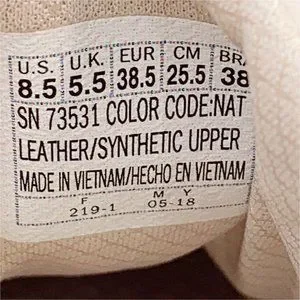 U.S. U.K. EUR CM BRA
8.5 5.5 38.5 25.5 38
SN 73531 COLOR CODE:NAT
LEATHER/SYNTHETIC UPPER
MADE IN VIETNAM/HECHO EN VIETNAM
F M Y
219-1 05-18